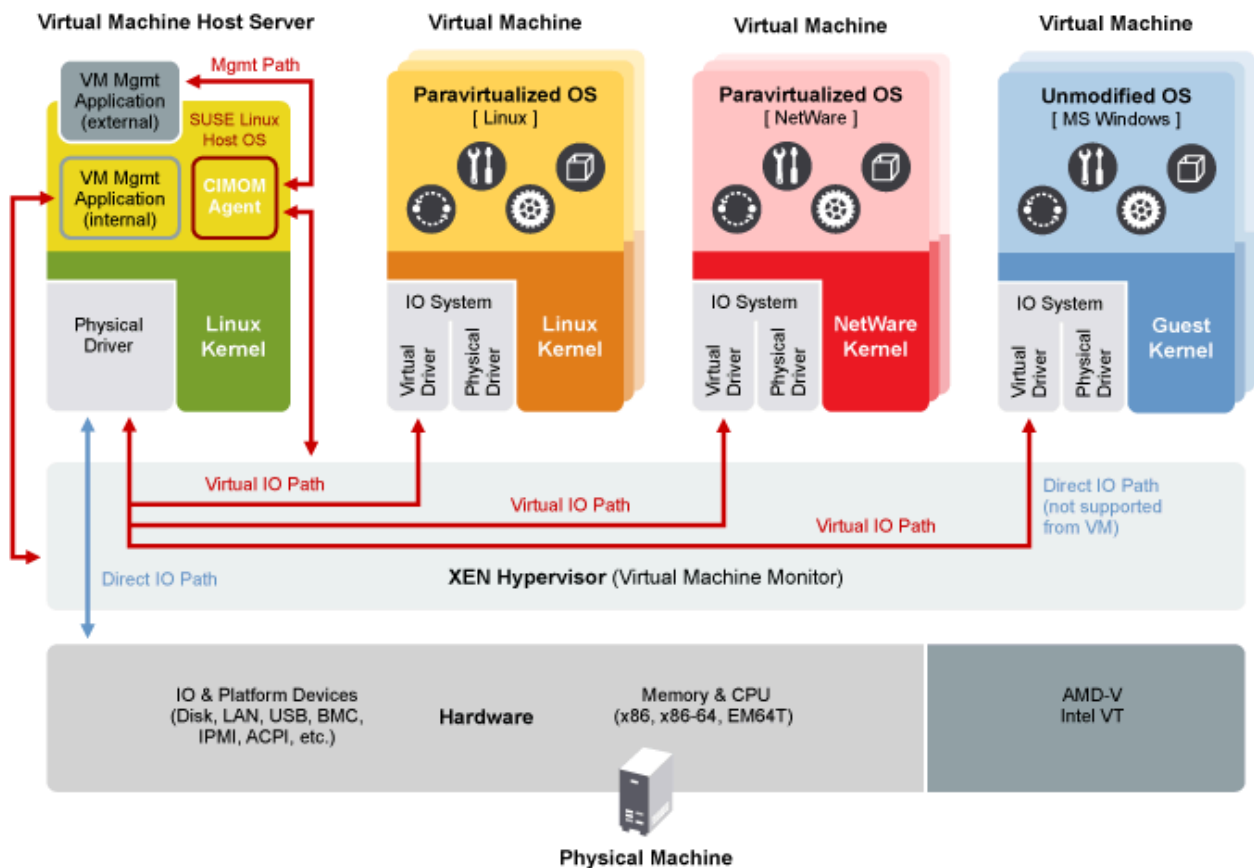 Virtual Machine Host Server
Virtual Machine
Virtual Machine
Virtual Machine
Mgmt Path
VM Mgmt
Application
(external)
SUSE Linux
Host OS
VM Mgmt
Application
(internal)
CIMOM
Agent
Physical
Driver
Linux
Kernel
Paravirtualized OS
[ Linux ]
IO System
Virtual
Driver
Physical
Driver
Linux
Kernel
Paravirtualized OS
[ NetWare ]
IO System
Virtual
Driver
Physical
Driver
NetWare
Kernel
Unmodified OS
[ MS Windows ]
IO System
Virtual
Driver
Physical
Driver
Guest
Kernel
Virtual IO Path
Virtual IO Path
Virtual IO Path
Direct IO Path
(not supported
from VM)
Direct IO Path
XEN Hypervisor (Virtual Machine Monitor)
IO & Platform Devices
(Disk, LAN, USB, BMC,
IPMI, ACPI, etc.)
Hardware
Memory & CPU
(x86, x86-64, EM64T)
AMD-V
Intel VT
Physical Machine